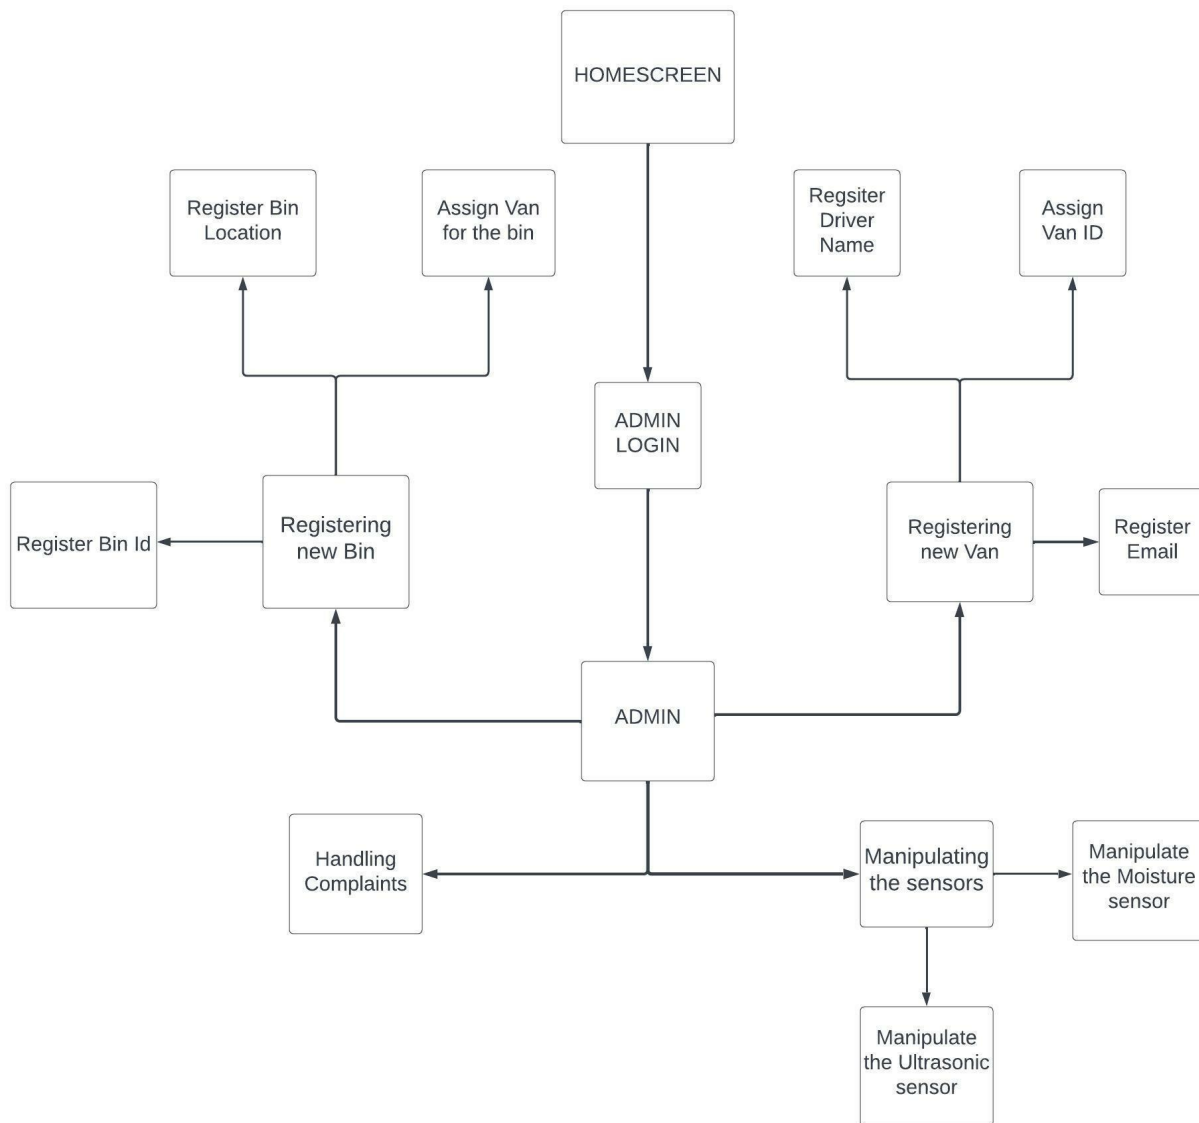 HOMESCREEN
Register Bin
Location
Assign Van
for the bin
Regsiter
Driver
Name
Assign
Van ID
ADMIN
LOGIN
Register Bin Id
Registering
new Bin
Registering
new Van
Register
Email
ADMIN
Handling
Complaints
Manipulating
the sensors
Manipulate
the Moisture
sensor
Manipulate
the Ultrasonic
sensor